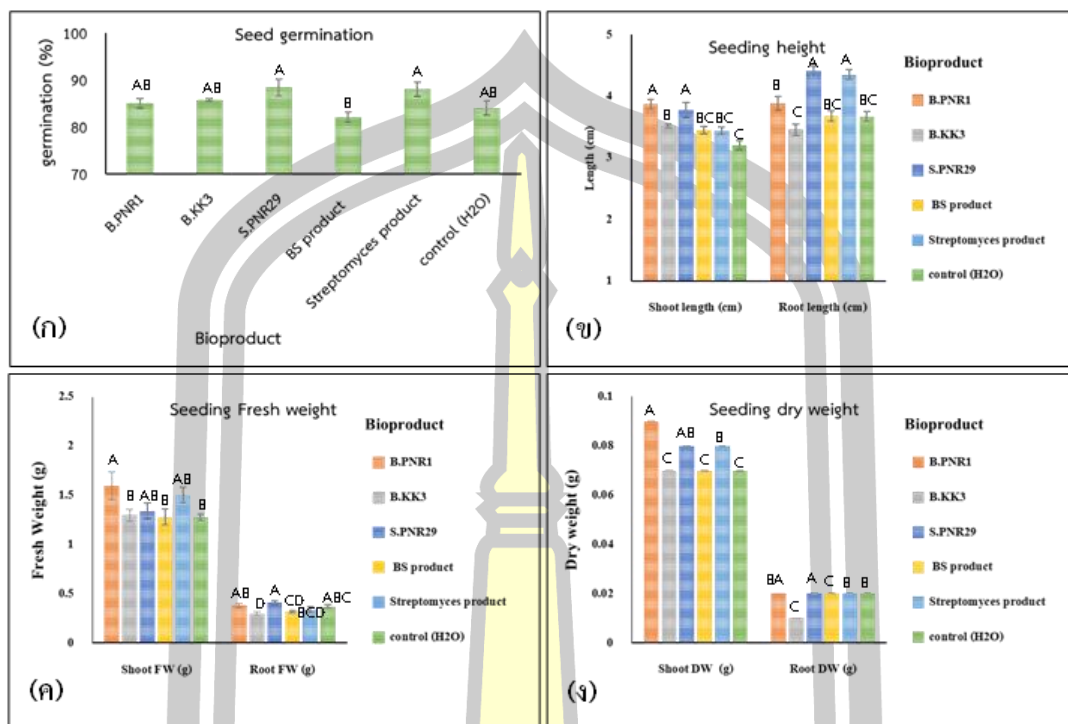 Seed germination
germination (%)
100
90
80
70
AB
AB
A
B
A
AB
B.PNR1
B.KK3
S.PNR29
BS product
Streptomyces product
control (H2O)
Bioproduct
(ก)
Seeding height
Length (cm)
5
4
3
2
1
A
B
A
BC
BC
C
B
C
A
BC
A
BC
Shoot length (cm)
Root length (cm)
Bioproduct
B.PNR1
B.KK3
S.PNR29
BS product
Streptomyces product
control (H2O)
(ข)
Seeding Fresh weight
Fresh Weight (g)
2.5
2
1.5
1
0.5
0
A
B
AB
B
AB
B
AB
D
A
CD
BCD
ABC
Shoot FW (g)
Root FW (g)
Bioproduct
B.PNR1
B.KK3
S.PNR29
BS product
Streptomyces product
control (H2O)
(ค)
Seeding dry weight
Dry weight (g)
0.1
0.08
0.06
0.04
0.02
0
A
C
AB
C
B
C
BA
C
A
C
B
B
Shoot DW (g)
Root DW (g)
Bioproduct
B.PNR1
B.KK3
S.PNR29
BS product
Streptomyces product
control (H2O)
(ง)